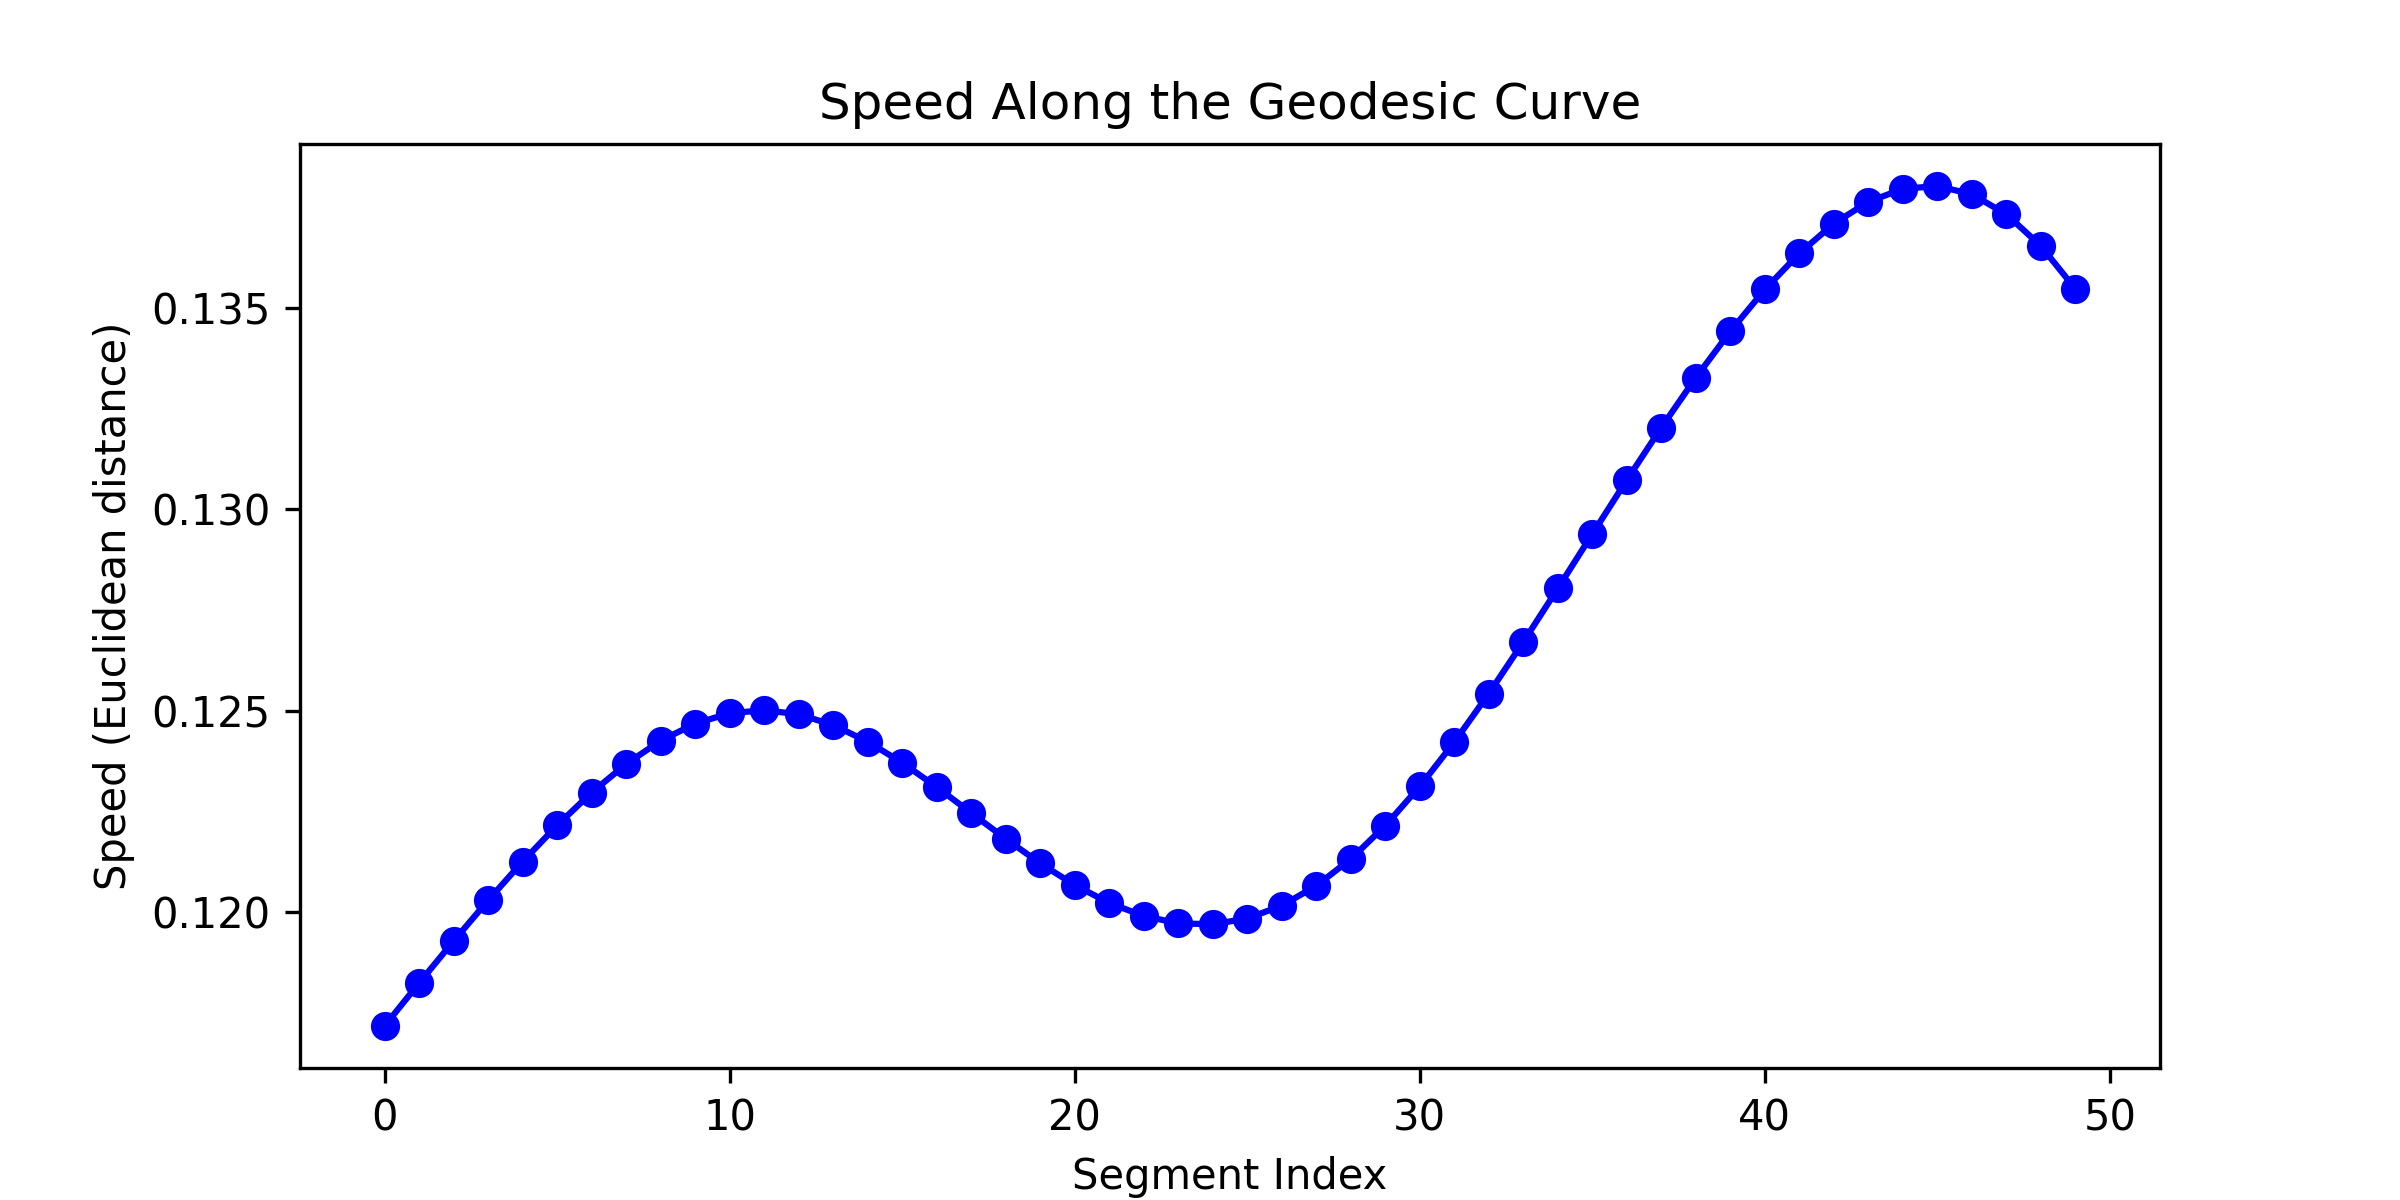 Speed Along the Geodesic Curve
Speed (Euclidean distance)
0.135
0.130
0.125
0.120
0 10 20 30 40 50
Segment Index